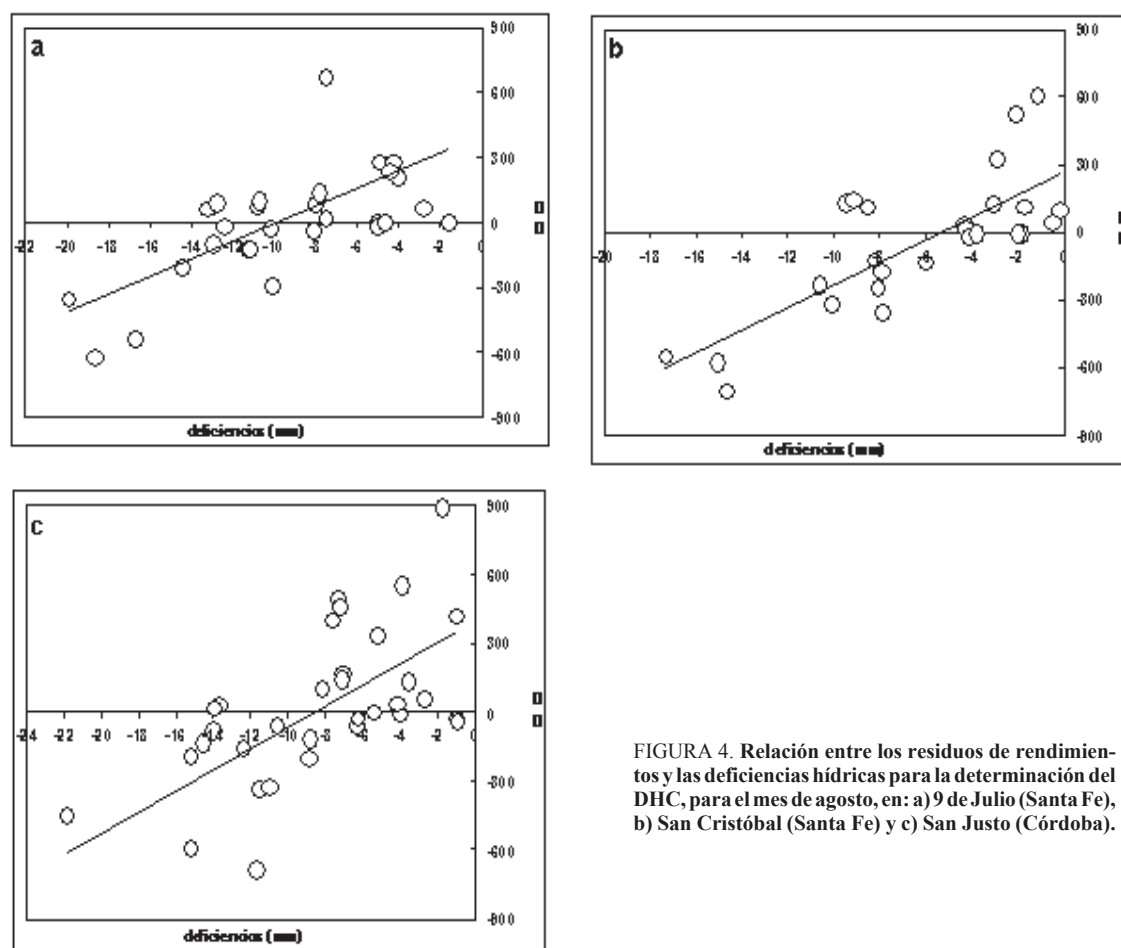 a
900
600
300
0
-22 -20 -18 -16 -14 -12 -10 -8 -6 -4 -2 0
-300
-600
-900
deficiencias (mm)
b
900
600
300
0
-20 -18 -16 -14 -12 -10 -8 -6 -4 -2 0
-300
-600
-900
deficiencias (mm)
c
900
600
300
0
-24 -22 -20 -18 -16 -14 -12 -10 -8 -6 -4 -2 0
-300
-600
-900
deficiencias (mm)
FIGURA 4. Relación entre los residuos de rendimien-
tos y las deficiencias hídricas para la determinación del
DHC, para el mes de agosto, en: a) 9 de Julio (Santa Fe),
b) San Cristóbal (Santa Fe) y c) San Justo (Córdoba).